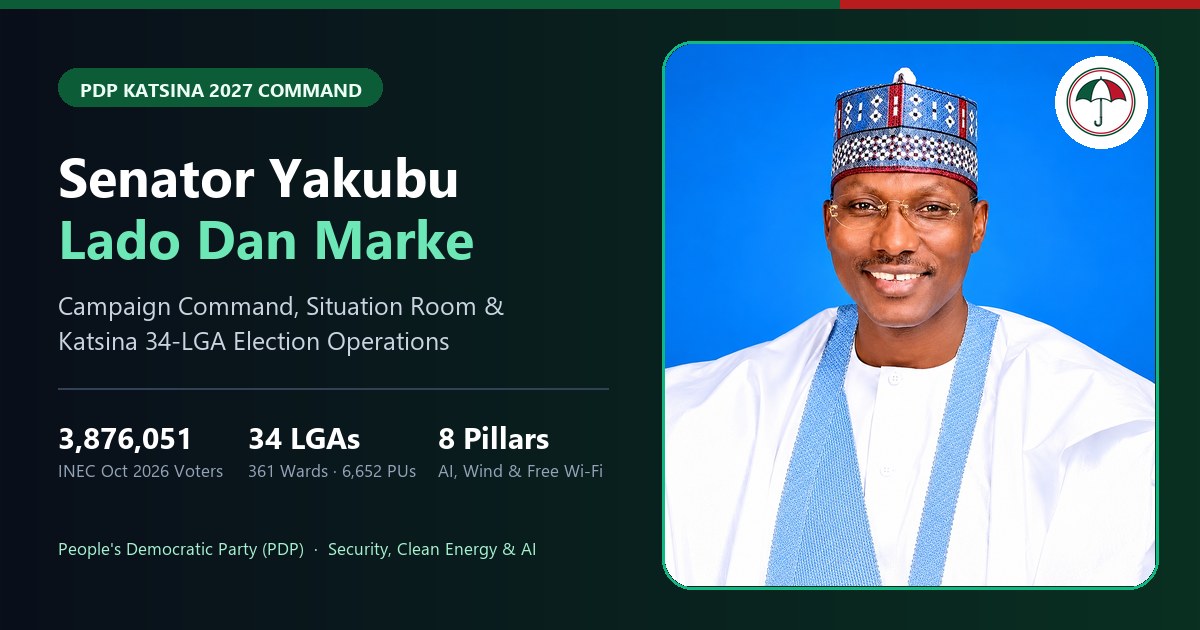 PDP KATSINA 2027 COMMAND
Senator Yakubu
Lado Dan Marke
Campaign Command, Situation Room &
Katsina 34-LGA Election Operations
3,876,051
INEC Oct 2026 Voters
34 LGAs
361 Wards · 6,652 PUs
8 Pillars
AI, Wind & Free Wi-Fi
People's Democratic Party (PDP) · Security, Clean Energy & AI